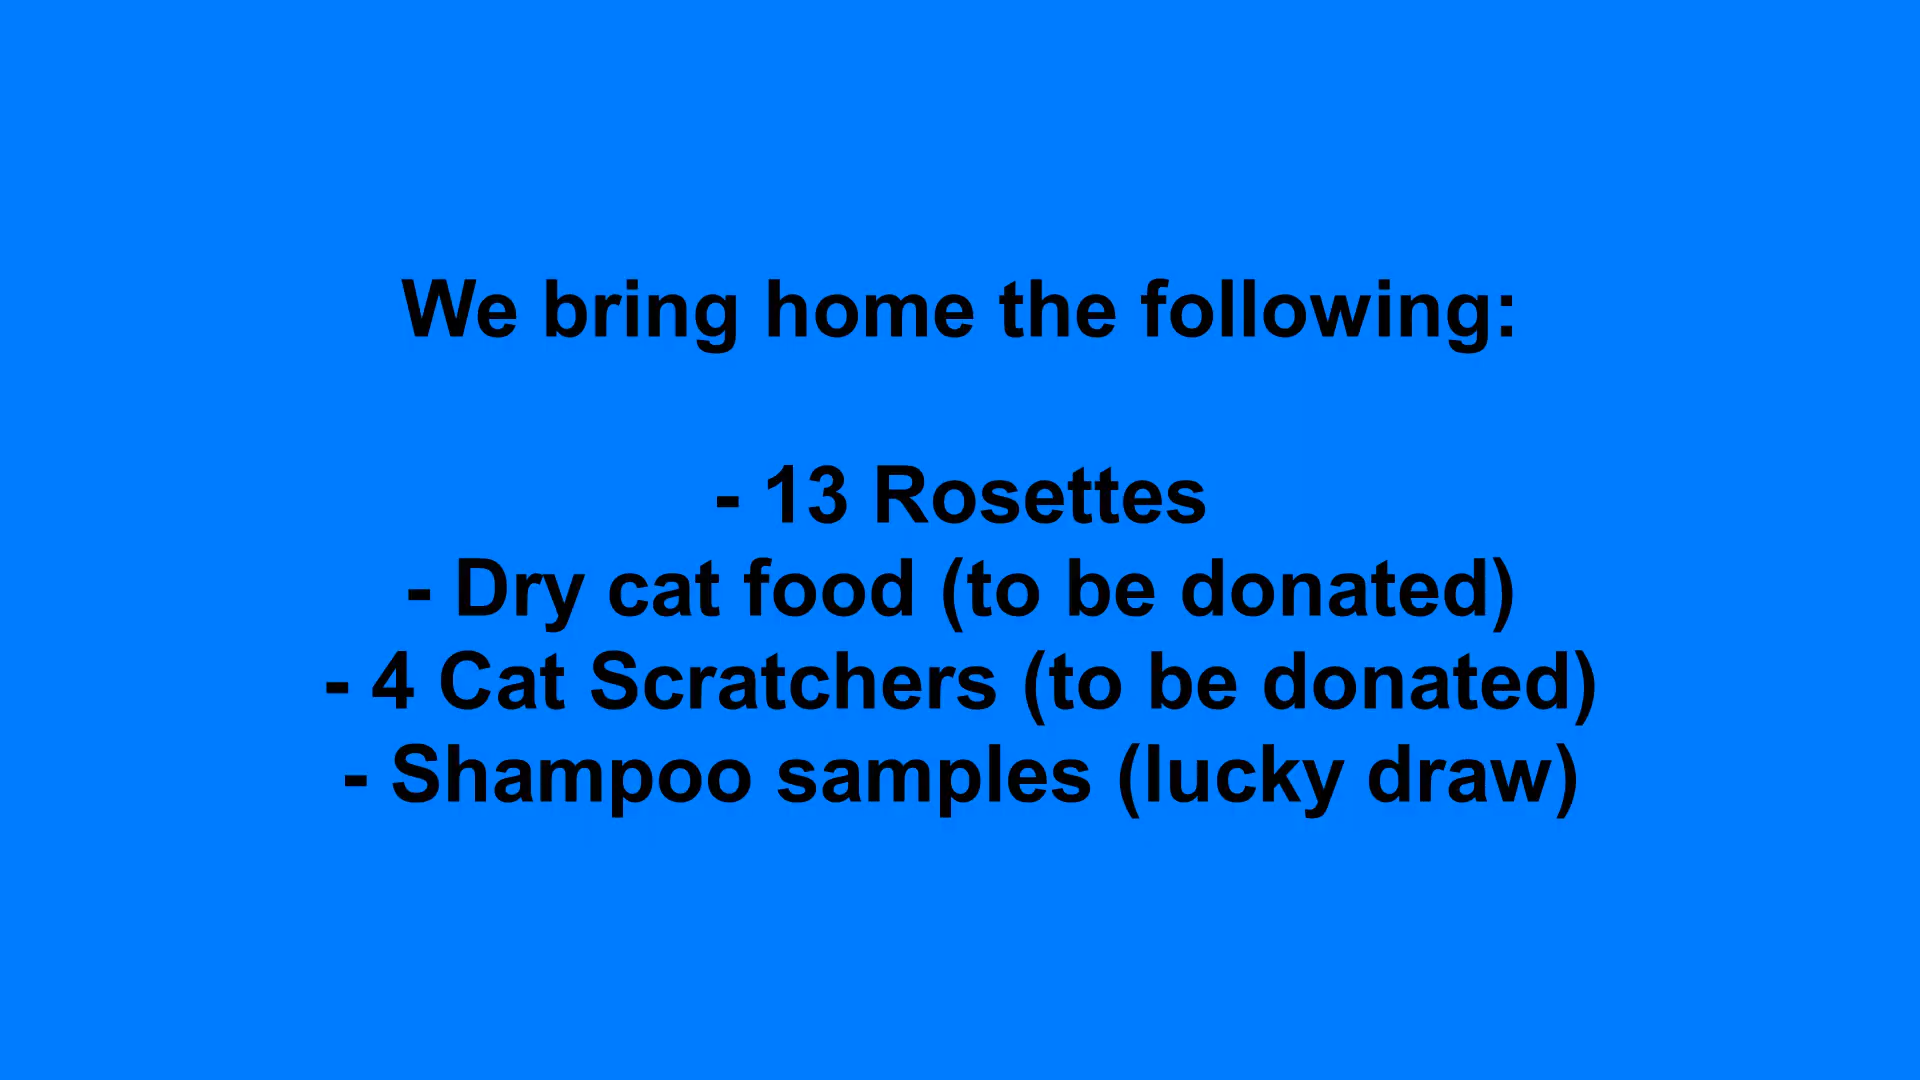 We bring home the following:
- 13 Rosettes
- Dry cat food (to be donated)
- 4 Cat Scratchers (to be donated)
- Shampoo samples (lucky draw)